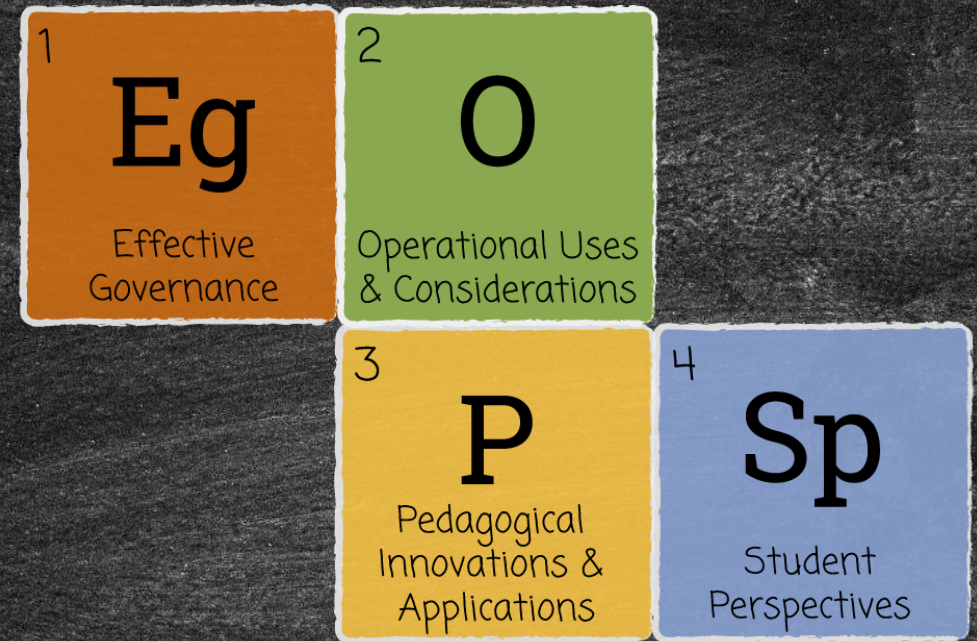 1
Eg
Effective
Governance
2
O
Operational Uses
& Considerations
3
P
Pedagogical
Innovations &
Applications
4
Sp
Student
Perspectives